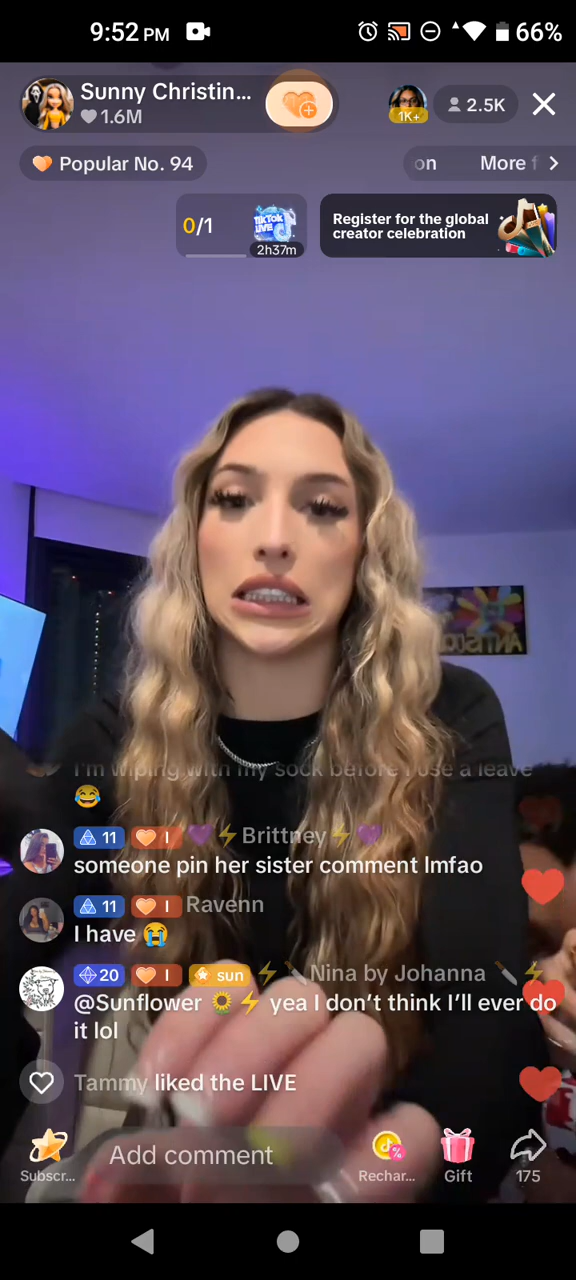 9:52 PM
66%
Sunny Christin...
1.6M
1K+
2.5K
Popular No. 94
on
More f
0/1
TikTok
LIVE
2h37m
Register for the global
creator celebration
I'm wiping with my sock before I use a leave
😂
11 I 💜⚡Brittney⚡💜
someone pin her sister comment lmfao
11 I Ravenn
I have 😭
20 I sun ⚡🔪Nina by Johanna 🔪⚡
@Sunflower 🌻⚡ yea I don't think I'll ever do
it lol
Tammy liked the LIVE
Add comment
Subscr...
Rechar...
Gift
175